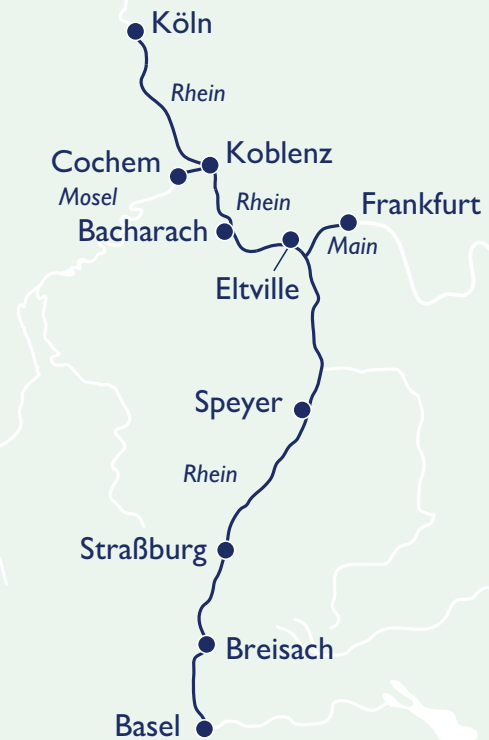 Köln
Rhein
Cochem
Koblenz
Mosel
Rhein
Frankfurt
Bacharach
Main
Eltville
Speyer
Rhein
Straßburg
Breisach
Basel